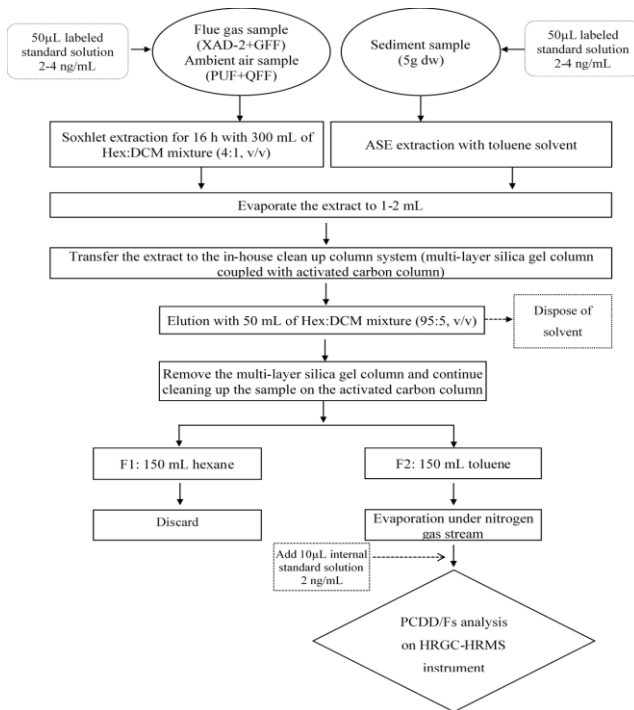 50µL labeled
standard solution
2-4 ng/mL
Flue gas sample
(XAD-2+GFF)
Ambient air sample
(PUF+QFF)
Sediment sample
(5g dw)
50µL labeled
standard solution
2-4 ng/mL
Soxhlet extraction for 16 h with 300 mL of
Hex:DCM mixture (4:1, v/v)
ASE extraction with toluene solvent
Evaporate the extract to 1-2 mL
Transfer the extract to the in-house clean up column system (multi-layer silica gel column
coupled with activated carbon column)
Elution with 50 mL of Hex:DCM mixture (95:5, v/v)
Dispose of
solvent
Remove the multi-layer silica gel column and continue
cleaning up the sample on the activated carbon column
F1: 150 mL hexane
F2: 150 mL toluene
Discard
Evaporation under nitrogen
gas stream
Add 10µL internal
standard solution
2 ng/mL
PCDD/Fs analysis
on HRGC-HRMS
instrument